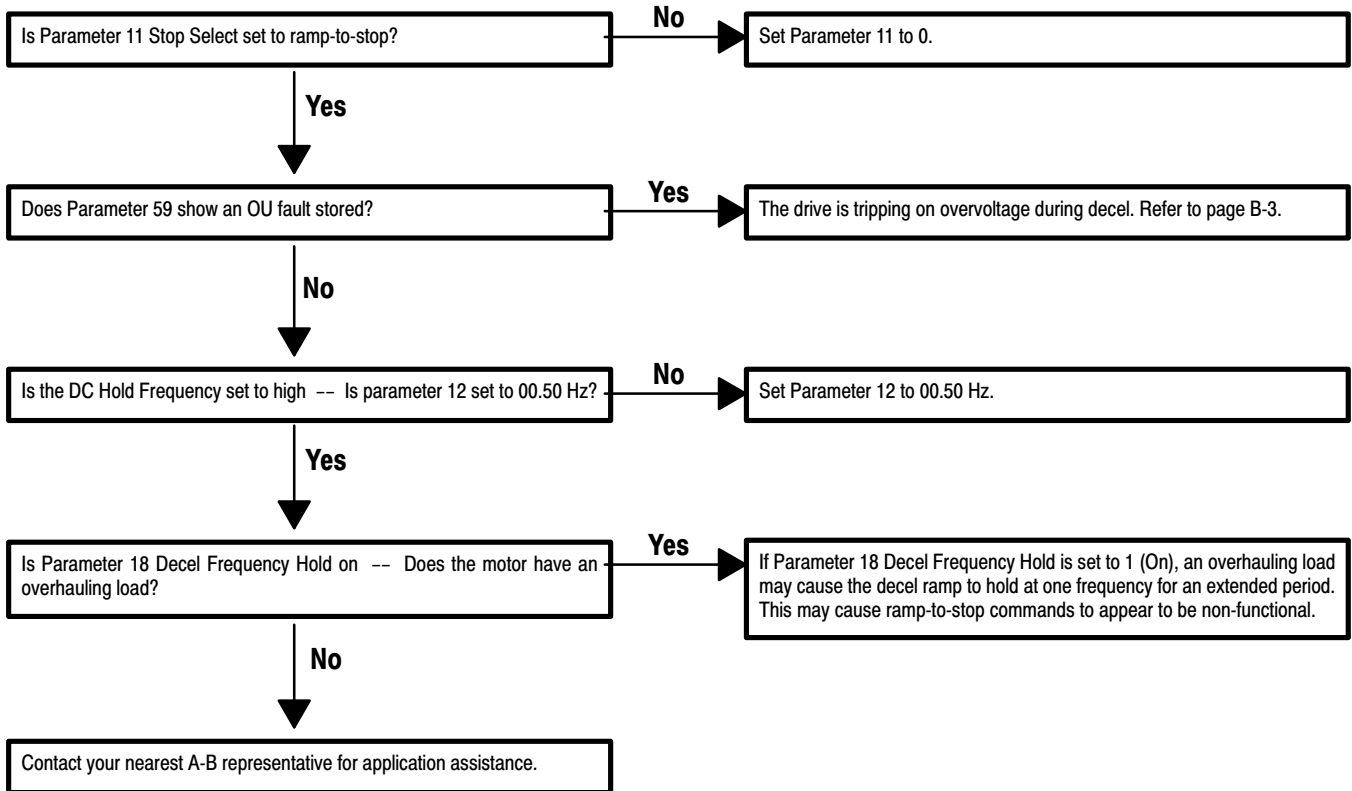 Is Parameter 11 Stop Select set to ramp-to-stop?
No
Set Parameter 11 to 0.
Yes
Does Parameter 59 show an OU fault stored?
Yes
The drive is tripping on overvoltage during decel. Refer to page B-3.
No
Is the DC Hold Frequency set to high -- Is parameter 12 set to 00.50 Hz?
No
Set Parameter 12 to 00.50 Hz.
Yes
Is Parameter 18 Decel Frequency Hold on -- Does the motor have an
overhauling load?
Yes
If Parameter 18 Decel Frequency Hold is set to 1 (On), an overhauling load
may cause the decel ramp to hold at one frequency for an extended period.
This may cause ramp-to-stop commands to appear to be non-functional.
No
Contact your nearest A-B representative for application assistance.